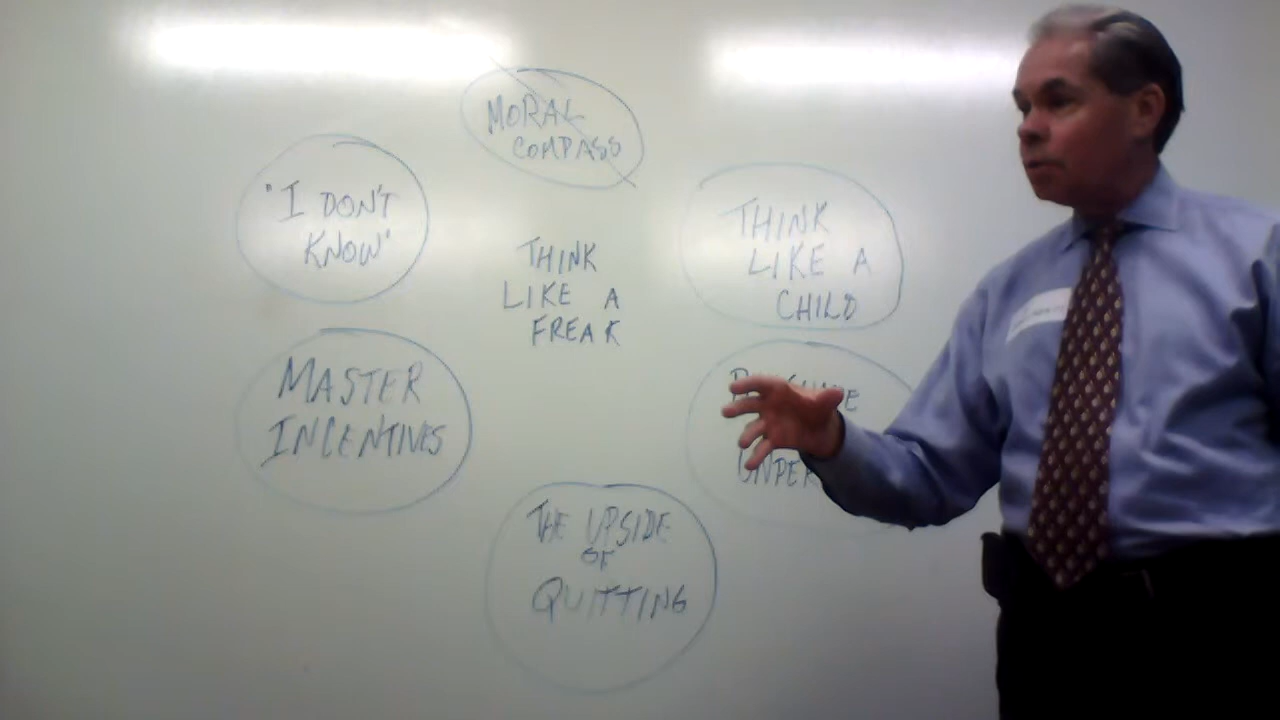 MORAL
COMPASS
"I DON'T
KNOW"
THINK
LIKE A
CHILD
THINK
LIKE A
FREAK
MASTER
INCENTIVES
THE UPSIDE
OF
QUITTING